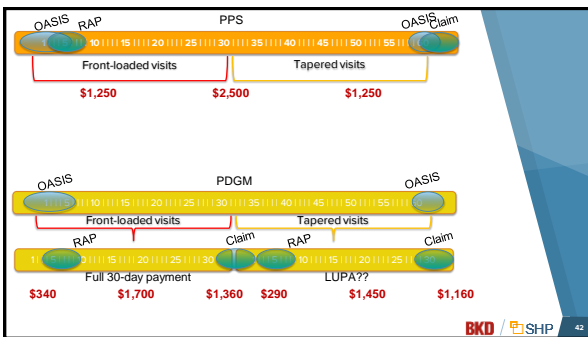 PPS
OASIS RAP OASIS Claim
10 15 20 25 30 35 40 45 50 55
Front-loaded visits Tapered visits
$1,250 $2,500 $1,250
PDGM
OASIS OASIS
10 15 20 25 30 35 40 45 50 55
Front-loaded visits Tapered visits
RAP Claim RAP Claim
1 5 10 15 20 25 30 10 15 20 25 30
Full 30-day payment LUPA??
$340 $1,700 $1,360 $290 $1,450 $1,160
BKD / SHP 42